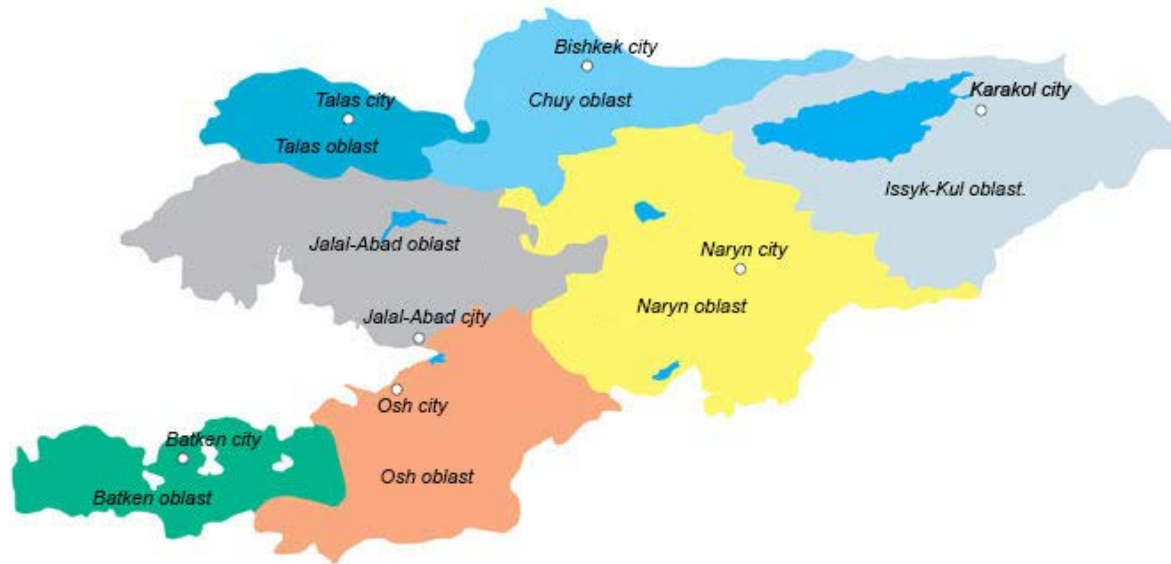 Bishkek city
Karakol city
Talas city
Chuy oblast
Talas oblast
Issyk-Kul oblast.
Jalal-Abad oblast
Naryn city
Naryn oblast
Jalal-Abad cjty
Osh city
Batken city
Osh oblast
Batken oblast